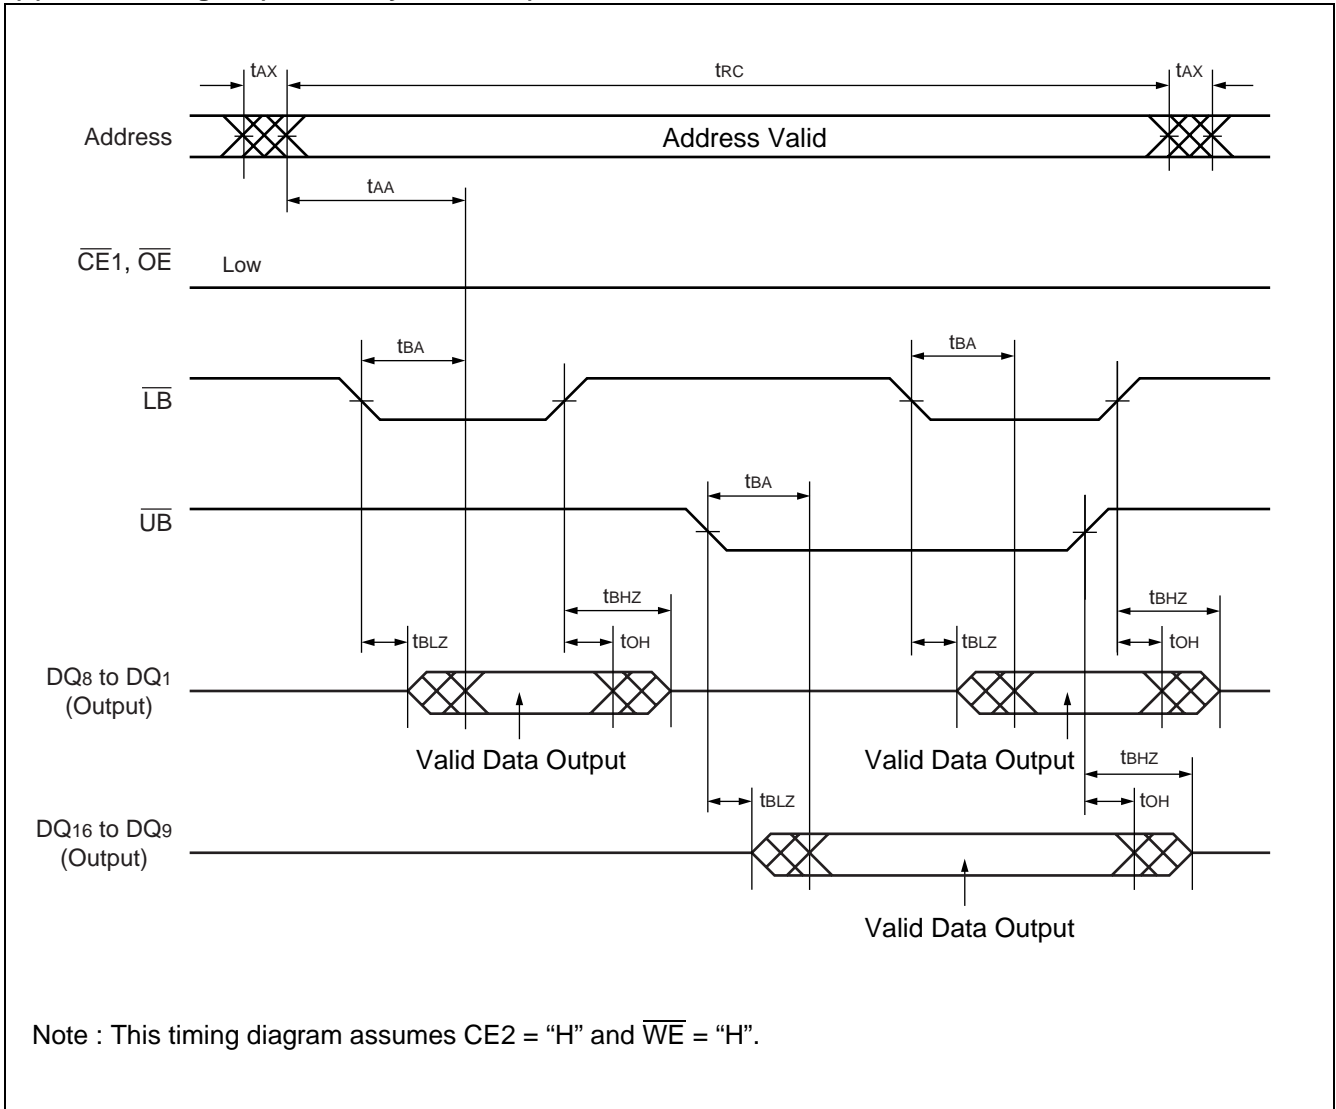 tAX tRC tAX
Address Address Valid
tAA
CE1, OE Low
tBA tBA
LB
tBA
UB
tBHZ tBHZ
tBLZ tOH tBLZ tOH
DQ8 to DQ1
(Output)
Valid Data Output Valid Data Output
tBHZ
tBLZ tOH
DQ16 to DQ9
(Output)
Valid Data Output
Note : This timing diagram assumes CE2 = “H” and WE = “H”.